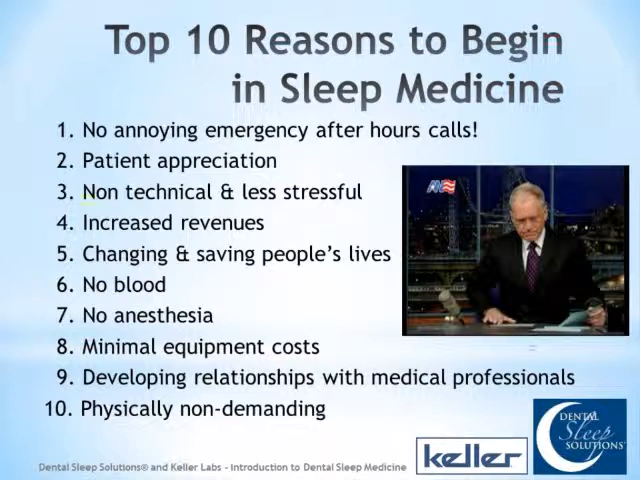 Top 10 Reasons to Begin
in Sleep Medicine
1. No annoying emergency after hours calls!
2. Patient appreciation
3. Non technical & less stressful
4. Increased revenues
5. Changing & saving people's lives
6. No blood
7. No anesthesia
8. Minimal equipment costs
9. Developing relationships with medical professionals
10. Physically non-demanding
Dental Sleep Solutions® and Keller Labs - Introduction to Dental Sleep Medicine
keller
DENTAL
Sleep
SOLUTIONS